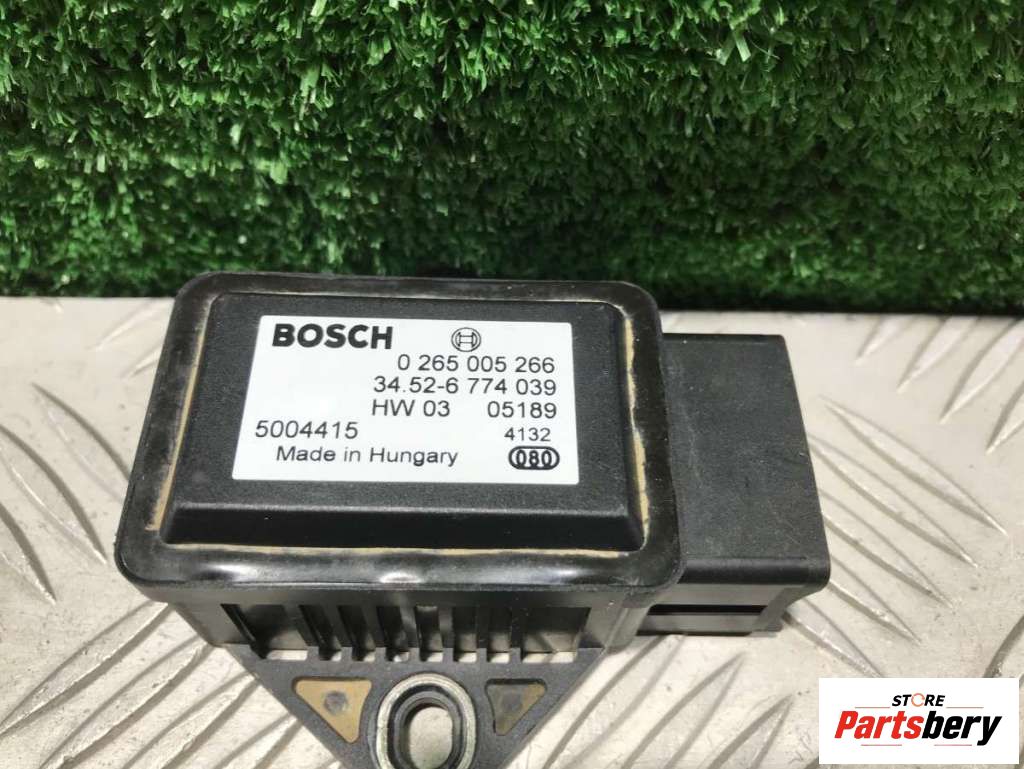 BOSCH
0 265 005 266
34.52-6 774 039
HW 03 05189
5004415 4132
Made in Hungary 080
STORE
Partsbery